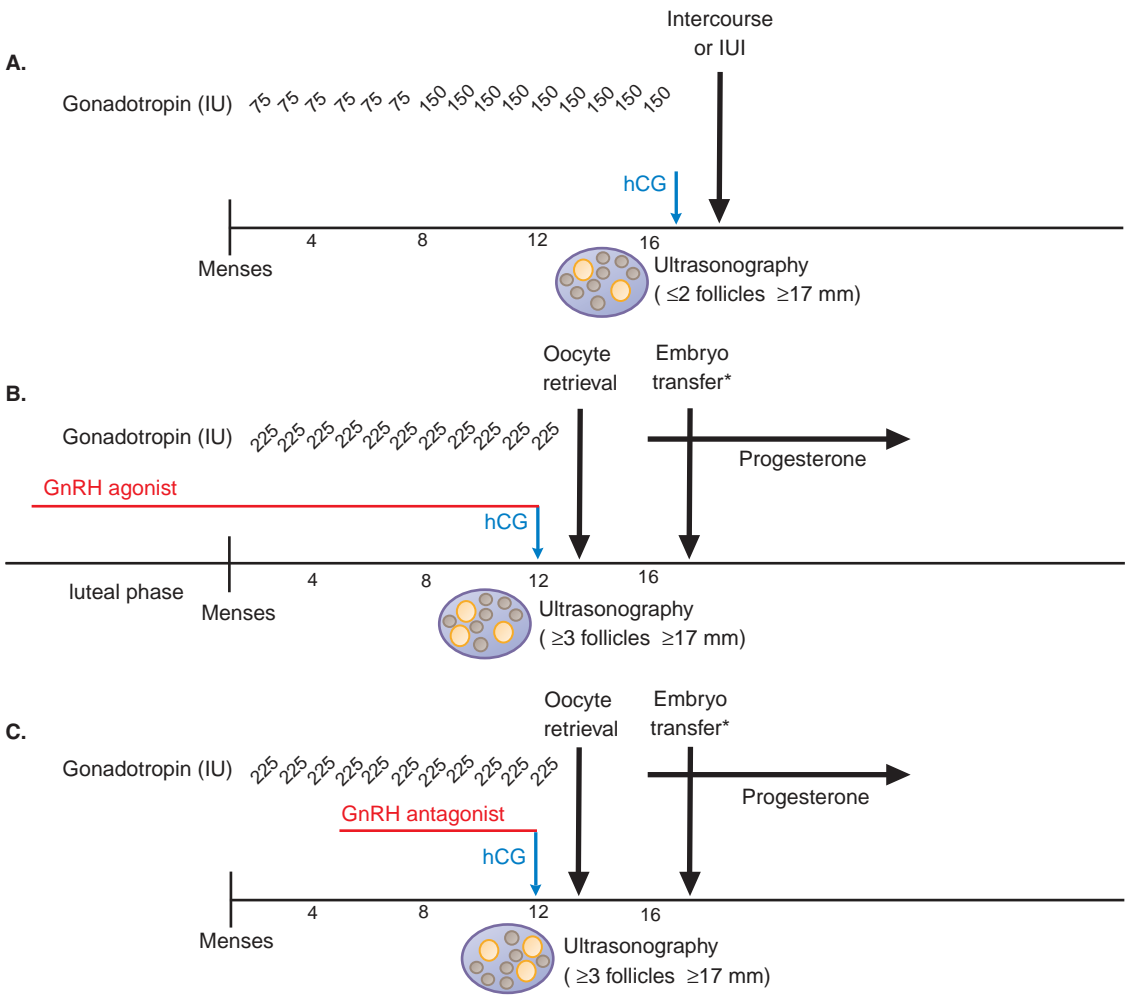 Intercourse
or IUI
A.
Gonadotropin (IU) 75 75 75 75 75 75 150 150 150 150 150 150 150 150 150
hCG
4 8 12 16
Menses
Ultrasonography
( ≤2 follicles ≥17 mm)
Oocyte
retrieval
Embryo
transfer*
B.
Gonadotropin (IU) 225 225 225 225 225 225 225 225 225 225 225
Progesterone
GnRH agonist
hCG
luteal phase
Menses
4 8 12 16
Ultrasonography
( ≥3 follicles ≥17 mm)
Oocyte
retrieval
Embryo
transfer*
C.
Gonadotropin (IU) 225 225 225 225 225 225 225 225 225 225 225
Progesterone
GnRH antagonist
hCG
4 8 12 16
Menses
Ultrasonography
( ≥3 follicles ≥17 mm)